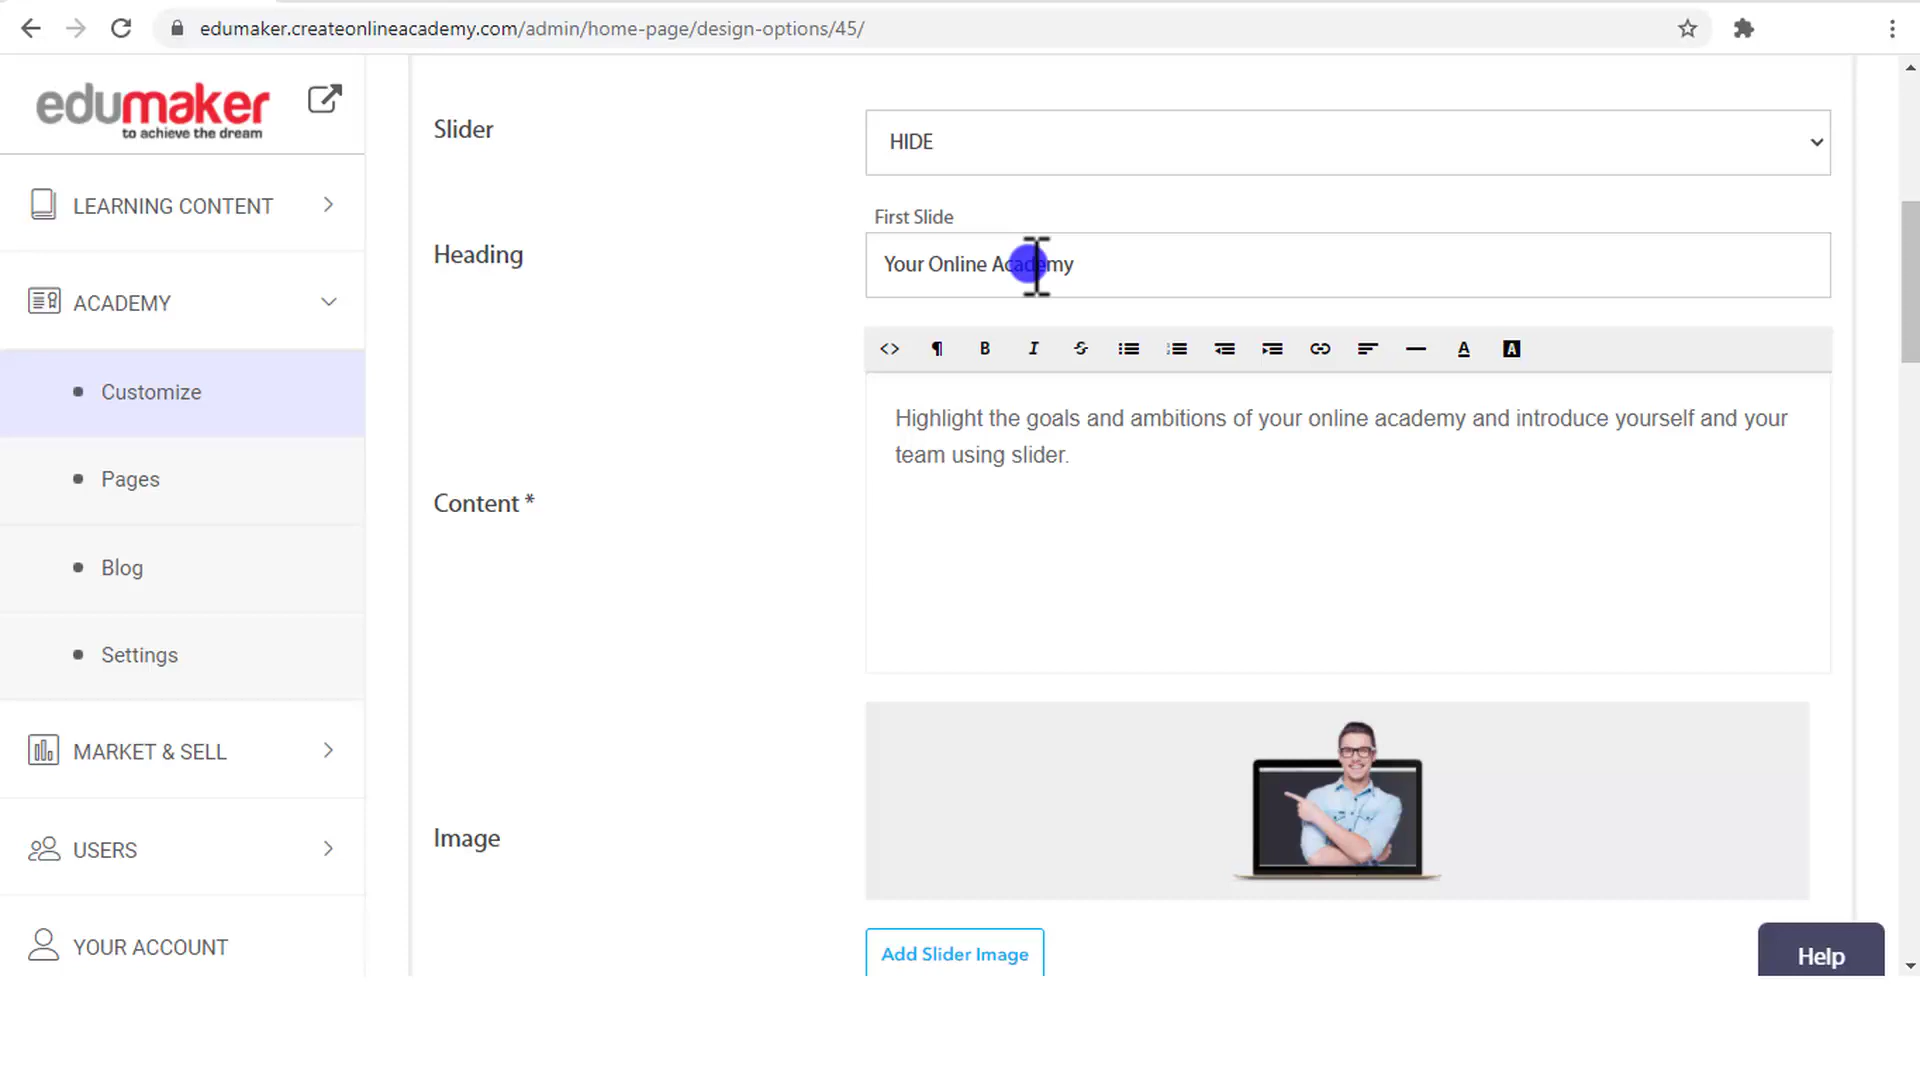 edumaker.createonlineacademy.com/admin/home-page/design-options/45/
edumaker
to achieve the dream
LEARNING CONTENT
ACADEMY
Customize
Pages
Blog
Settings
MARKET & SELL
USERS
YOUR ACCOUNT
Slider
HIDE
First Slide
Heading
Your Online Academy
Highlight the goals and ambitions of your online academy and introduce yourself and your
team using slider.
Content *
Image
Add Slider Image
Help